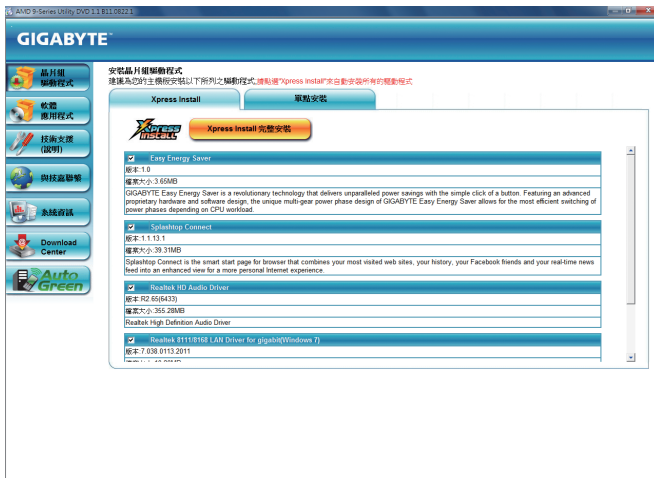 AMD 9-Series Utility DVD 1.1 B11.0822.1
GIGABYTE™
晶片組
驅動程式
軟體
應用程式
技術支援
(說明)
與技嘉聯繫
系統資訊
Download
Center
Auto
Green
安裝晶片組驅動程式
建議為您的主機板安裝以下所列之驅動程式,請點選"Xpress Install"來自動安裝所有的驅動程式
Xpress Install
單點安裝
Xpress
INSTALL
Xpress Install 完整安裝
Easy Energy Saver
版本:1.0
檔案大小:3.65MB
GIGABYTE Easy Energy Saver is a revolutionary technology that delivers unparalleled power savings with the simple click of a button. Featuring an advanced
proprietary hardware and software design, the unique multi-gear power phase design of GIGABYTE Easy Energy Saver allows for the most efficient switching of
power phases depending on CPU workload.
Splashtop Connect
版本:1.1.13.1
檔案大小:39.31MB
Splashtop Connect is the smart start page for browser that combines your most visited web sites, your history, your Facebook friends and your real-time news
feed into an enhanced view for a more personal Internet experience.
Realtek HD Audio Driver
版本:R2.65(6433)
檔案大小:355.28MB
Realtek High Definition Audio Driver
Realtek 8111/8168 LAN Driver for gigabit(Windows 7)
版本:7.038.0113.2011